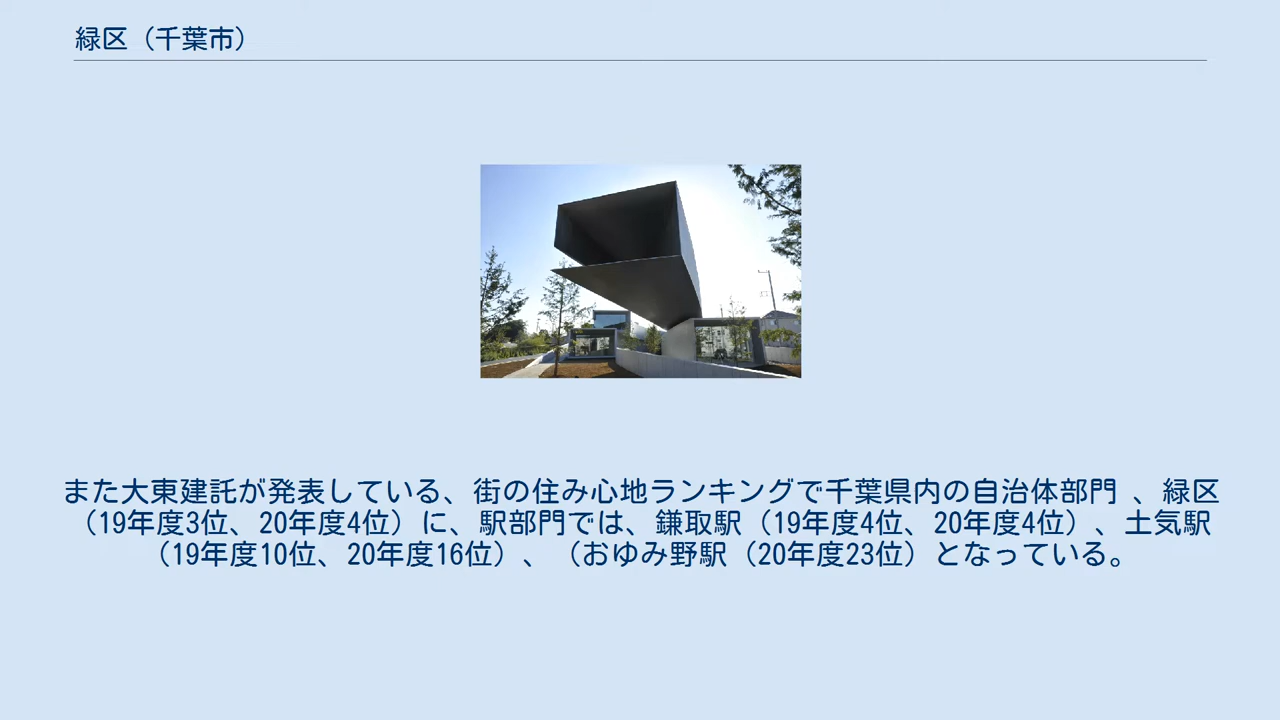 緑区（千葉市）
また大東建託が発表している、街の住み心地ランキングで千葉県内の自治体部門 、緑区
（19年度3位、20年度4位）に、駅部門では、鎌取駅（19年度4位、20年度4位）、土気駅
（19年度10位、20年度16位）、（おゆみ野駅（20年度23位）となっている。